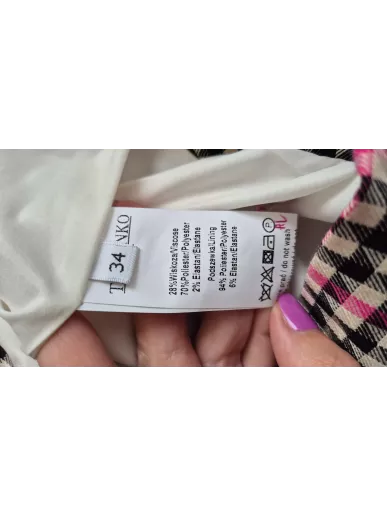 34
28%Wiskoza/Viscose
70%Poliester/Polyester
2% Elastan/Elastane
Podszewka/Lining
94% Poliester/Polyester
6% Elastan/Elastane
P
do not wash